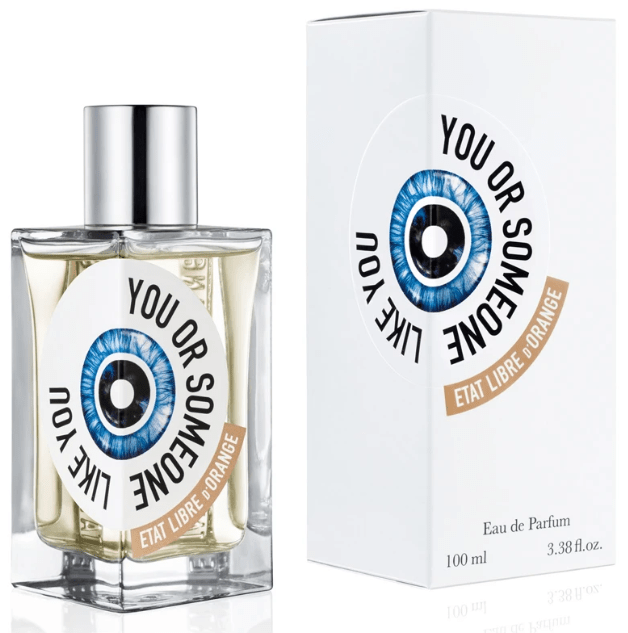 YOU OR SOMEONE LIKE YOU
ETAT LIBRE D'ORANGE
YOU OR SOMEONE LIKE YOU
ETAT LIBRE D'ORANGE
Eau de Parfum
100 ml 3.38 fl.oz.